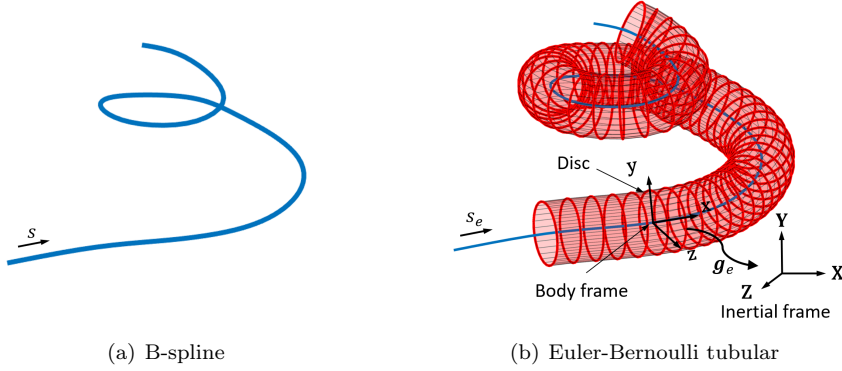 s
(a) B-spline
Disc
y
x
s_e
z
g_e
Body frame
Y
X
Z
Inertial frame
(b) Euler-Bernoulli tubular